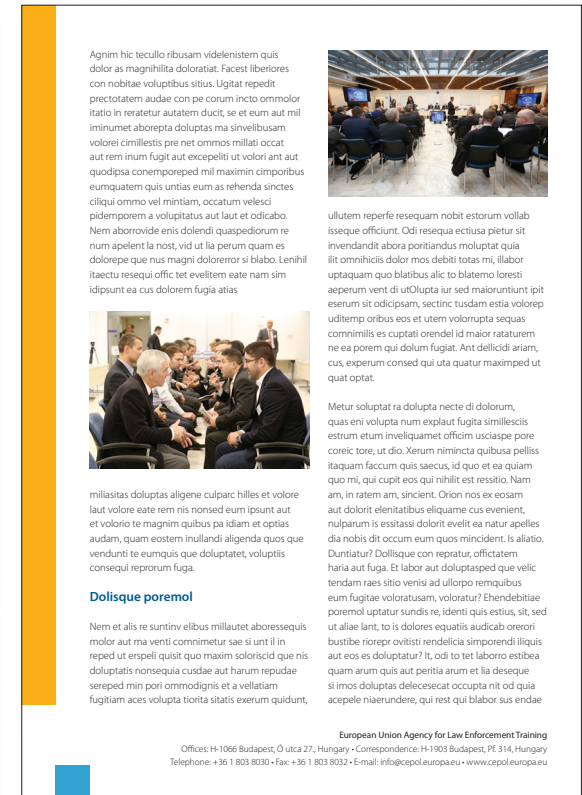 Agnim hic tecullo ribusam videlenistem quis
dolor as magnihilita doloratiat. Facest liberiores
con nobitae voluptibus sitius. Ugitat repedit
prectotatem audae con pe corum incto ommolor
itatio in reratetur autatem ducit, se et eum aut mil
iminumet aborepta doluptas ma sinvelibusam
volorei cimillestis pre net ommos millati occat
aut rem inum fugit aut excepeliti ut volori ant aut
quodipsa conemporeped mil maximin cimporibus
eumquatem quis untias eum as rehenda sinctes
ciliqui ommo vel mintiam, occatum velesci
pidemporem a volupitatus aut laut et odicabo.
Nem aborrovide enis dolendi quaspediorum re
num apelent la nost, vid ut lia perum quam es
dolorepe que nus magni dolorerror si blabo. Lenihil
itaectu resequi offic tet evelitem eate nam sim
idipsunt ea cus dolorem fugia atias
miliasitas doluptas aligene culparc hilles et volore
laut volore eate rem nis nonsed eum ipsunt aut
et volorio te magnim quibus pa idiam et optias
audam, quam eostem inullandi aligenda quos que
vendunti te eumquis que doluptatet, voluptiis
consequi reprorum fuga.
Dolisque poremol
Nem et alis re suntinv elibus millautet aboressequis
molor aut ma venti comnimetur sae si unt il in
reped ut erspeli quisit quo maxim soloriscid que nis
doluptatis nonsequia cusdae aut harum repudae
sereped min pori ommodignis et a vellatiam
fugitiam aces volupta tiorita sitatis exerum quidunt,
ullutem reperfe resequam nobit estorum vollab
isseque officiunt. Odi resequa ectiusa pietur sit
invendandit abora poritiandus moluptat quia
ilit omnihiciis dolor mos debiti totas mi, illabor
uptaquam quo blatibus alic to blatemo loresti
aeperum vent di utOlupta iur sed maioruntiunt ipit
eserum sit odicipsam, sectinc tusdam estia volorep
uditemp oribus eos et utem volorrupta sequas
comnimilis es cuptati orendel id maior rataturem
ne ea porem qui dolum fugiat. Ant dellicidi ariam,
cus, experum consed qui uta quatur maximped ut
quat optat.
Metur soluptat ra dolupta necte di dolorum,
quas eni volupta num explaut fugita simillesciis
estrum etum inveliquamet officim usciaspe pore
coreic tore, ut dio. Xerum nimincta quibusa pelliss
itaquam faccum quis saecus, id quo et ea quiam
quo mi, qui cupit eos qui nihilit est ressitio. Nam
am, in ratem am, sincient. Orion nos ex eosam
aut dolorit elenitatibus eliquame cus evenient,
nulparum is essitassi dolorit evelit ea natur apelles
dia nobis dit occum eum quos mincident. Is aliatio.
Duntiatur? Dollisque con repratur, offictatem
haria aut fuga. Et labor aut doluptasped que velic
tendam raes sitio venisi ad ullorpo remquibus
eum fugitae voloratusam, voloratur? Ehendebitiae
poremol uptatur sundis re, identi quis estius, sit, sed
ut aliae lant, to is dolores equatiis audicab orerori
bustibe riorepr ovitisti rendelicia simporendi iliquis
aut eos es doluptatur? It, odi to tet laborro estibea
quam arum quis aut peritia arum et lia deseque
si imos doluptas delecesecat occupta nit od quia
acepele niaerundere, qui rest qui blabor sus endae
European Union Agency for Law Enforcement Training
Offices: H-1066 Budapest, Ó utca 27., Hungary • Correspondence: H-1903 Budapest, Pf. 314, Hungary
Telephone: +36 1 803 8030 • Fax: +36 1 803 8032 • E-mail: info@cepol.europa.eu • www.cepol.europa.eu